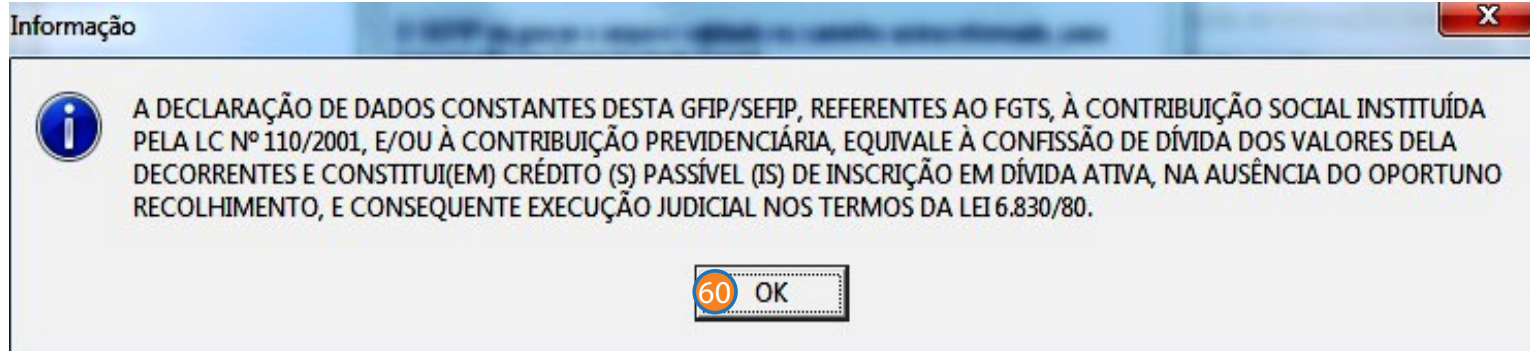 Informação
A DECLARAÇÃO DE DADOS CONSTANTES DESTA GFIP/SEFIP, REFERENTES AO FGTS, À CONTRIBUIÇÃO SOCIAL INSTITUÍDA
PELA LC Nº 110/2001, E/OU À CONTRIBUIÇÃO PREVIDENCIÁRIA, EQUIVALE À CONFISSÃO DE DÍVIDA DOS VALORES DELA
DECORRENTES E CONSTITUI(EM) CRÉDITO (S) PASSÍVEL (IS) DE INSCRIÇÃO EM DÍVIDA ATIVA, NA AUSÊNCIA DO OPORTUNO
RECOLHIMENTO, E CONSEQUENTE EXECUÇÃO JUDICIAL NOS TERMOS DA LEI 6.830/80.
60 OK